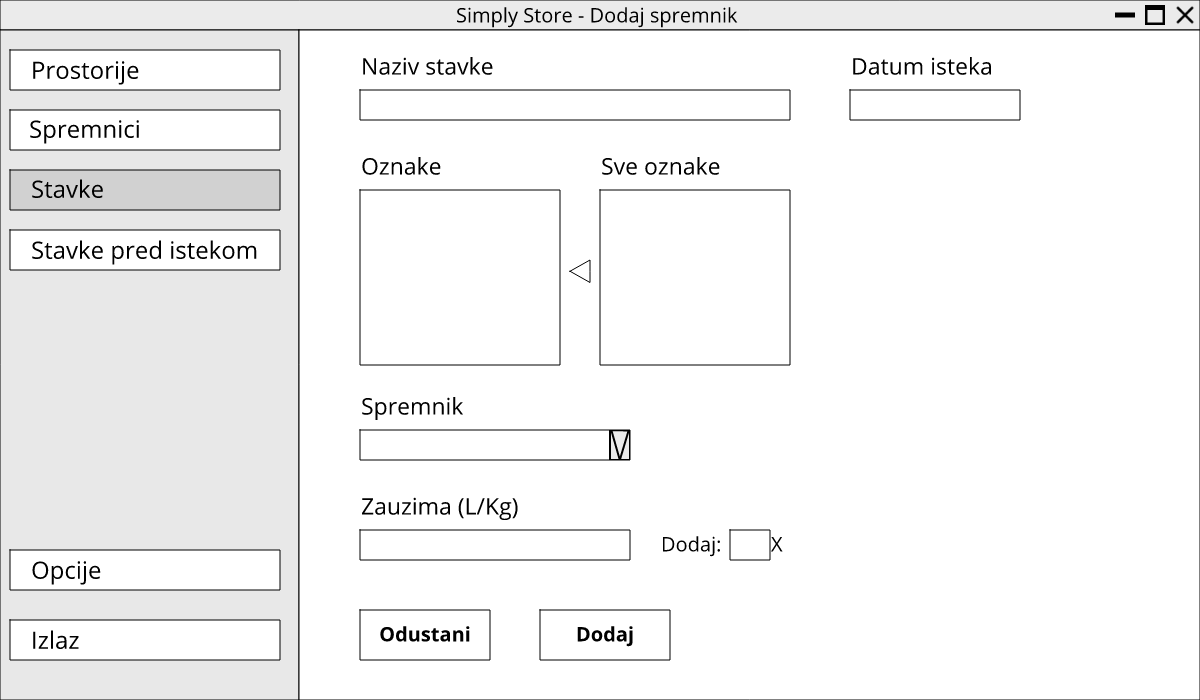 Simply Store - Dodaj spremnik
Prostorije
Spremnici
Stavke
Stavke pred istekom
Opcije
Izlaz
Naziv stavke
Datum isteka
Oznake
Sve oznake
Spremnik
Zauzima (L/Kg)
Dodaj: X
Odustani
Dodaj